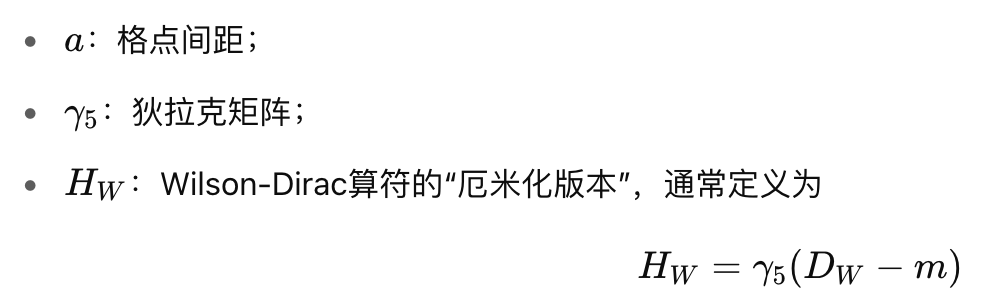 • a：格点间距；
• γ₅：狄拉克矩阵；
• H_W：Wilson-Dirac算符的“厄米化版本”，通常定义为
H_W = γ₅(D_W − m)